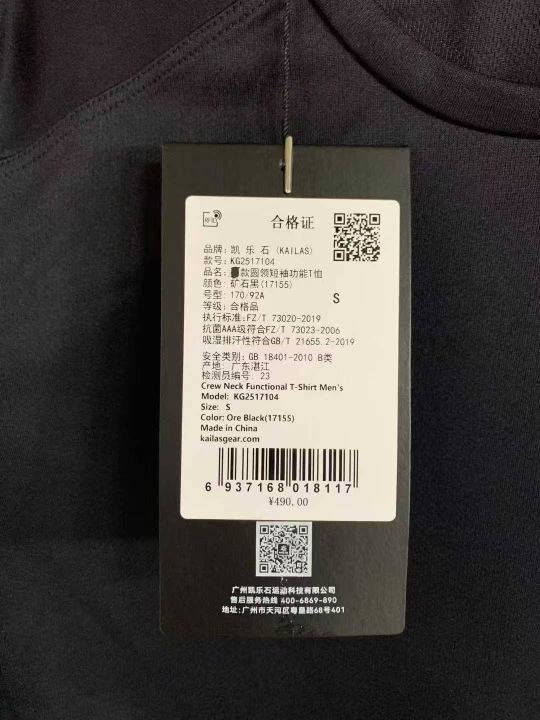 合格证
品牌: 凯 乐 石 (KAILAS)
款号: KG2517104
品名: 款圆领短袖功能T恤
颜色: 矿石黑(17155)
号型: 170/92A
S
等级: 合格品
执行标准: FZ/T 73020-2019
抗菌AAA级符合FZ/T 73023-2006
吸湿排汗性符合GB/T 21655.2-2019
安全类别: GB 18401-2010 B类
产地: 广东湛江
检测员编号: 23
Crew Neck Functional T-Shirt Men's
Model: KG2517104
Size: S
Color: Ore Black(17155)
Made in China
kailasgear.com
6 937168 018117
¥490.00
广州凯乐石运动科技有限公司
售后服务热线 400-6869-890
地址: 广州市天河区粤垦路68号401